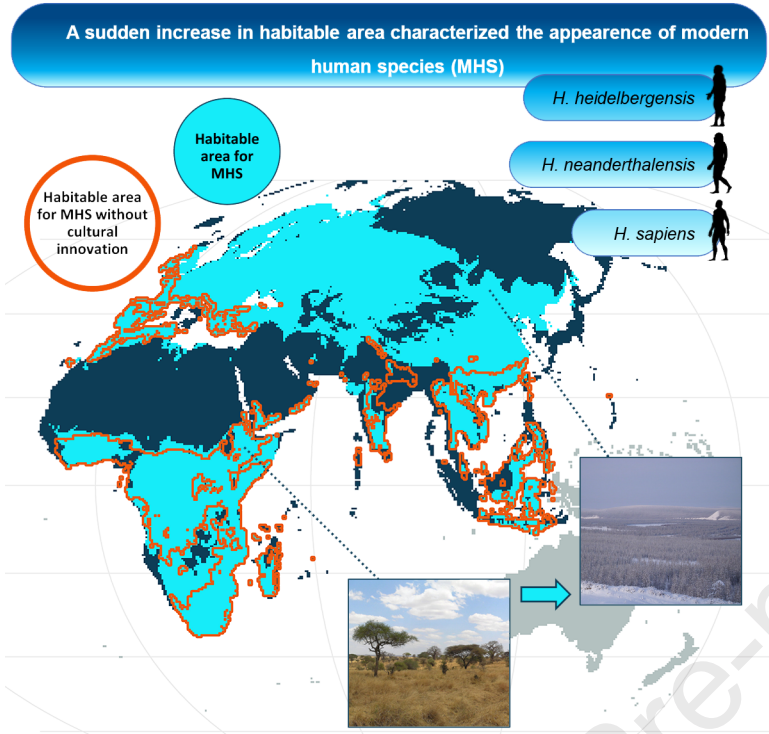 A sudden increase in habitable area characterized the appearence of modern
human species (MHS)
H. heidelbergensis
Habitable
area for
MHS
H. neanderthalensis
Habitable area
for MHS without
cultural
innovation
H. sapiens
re-p